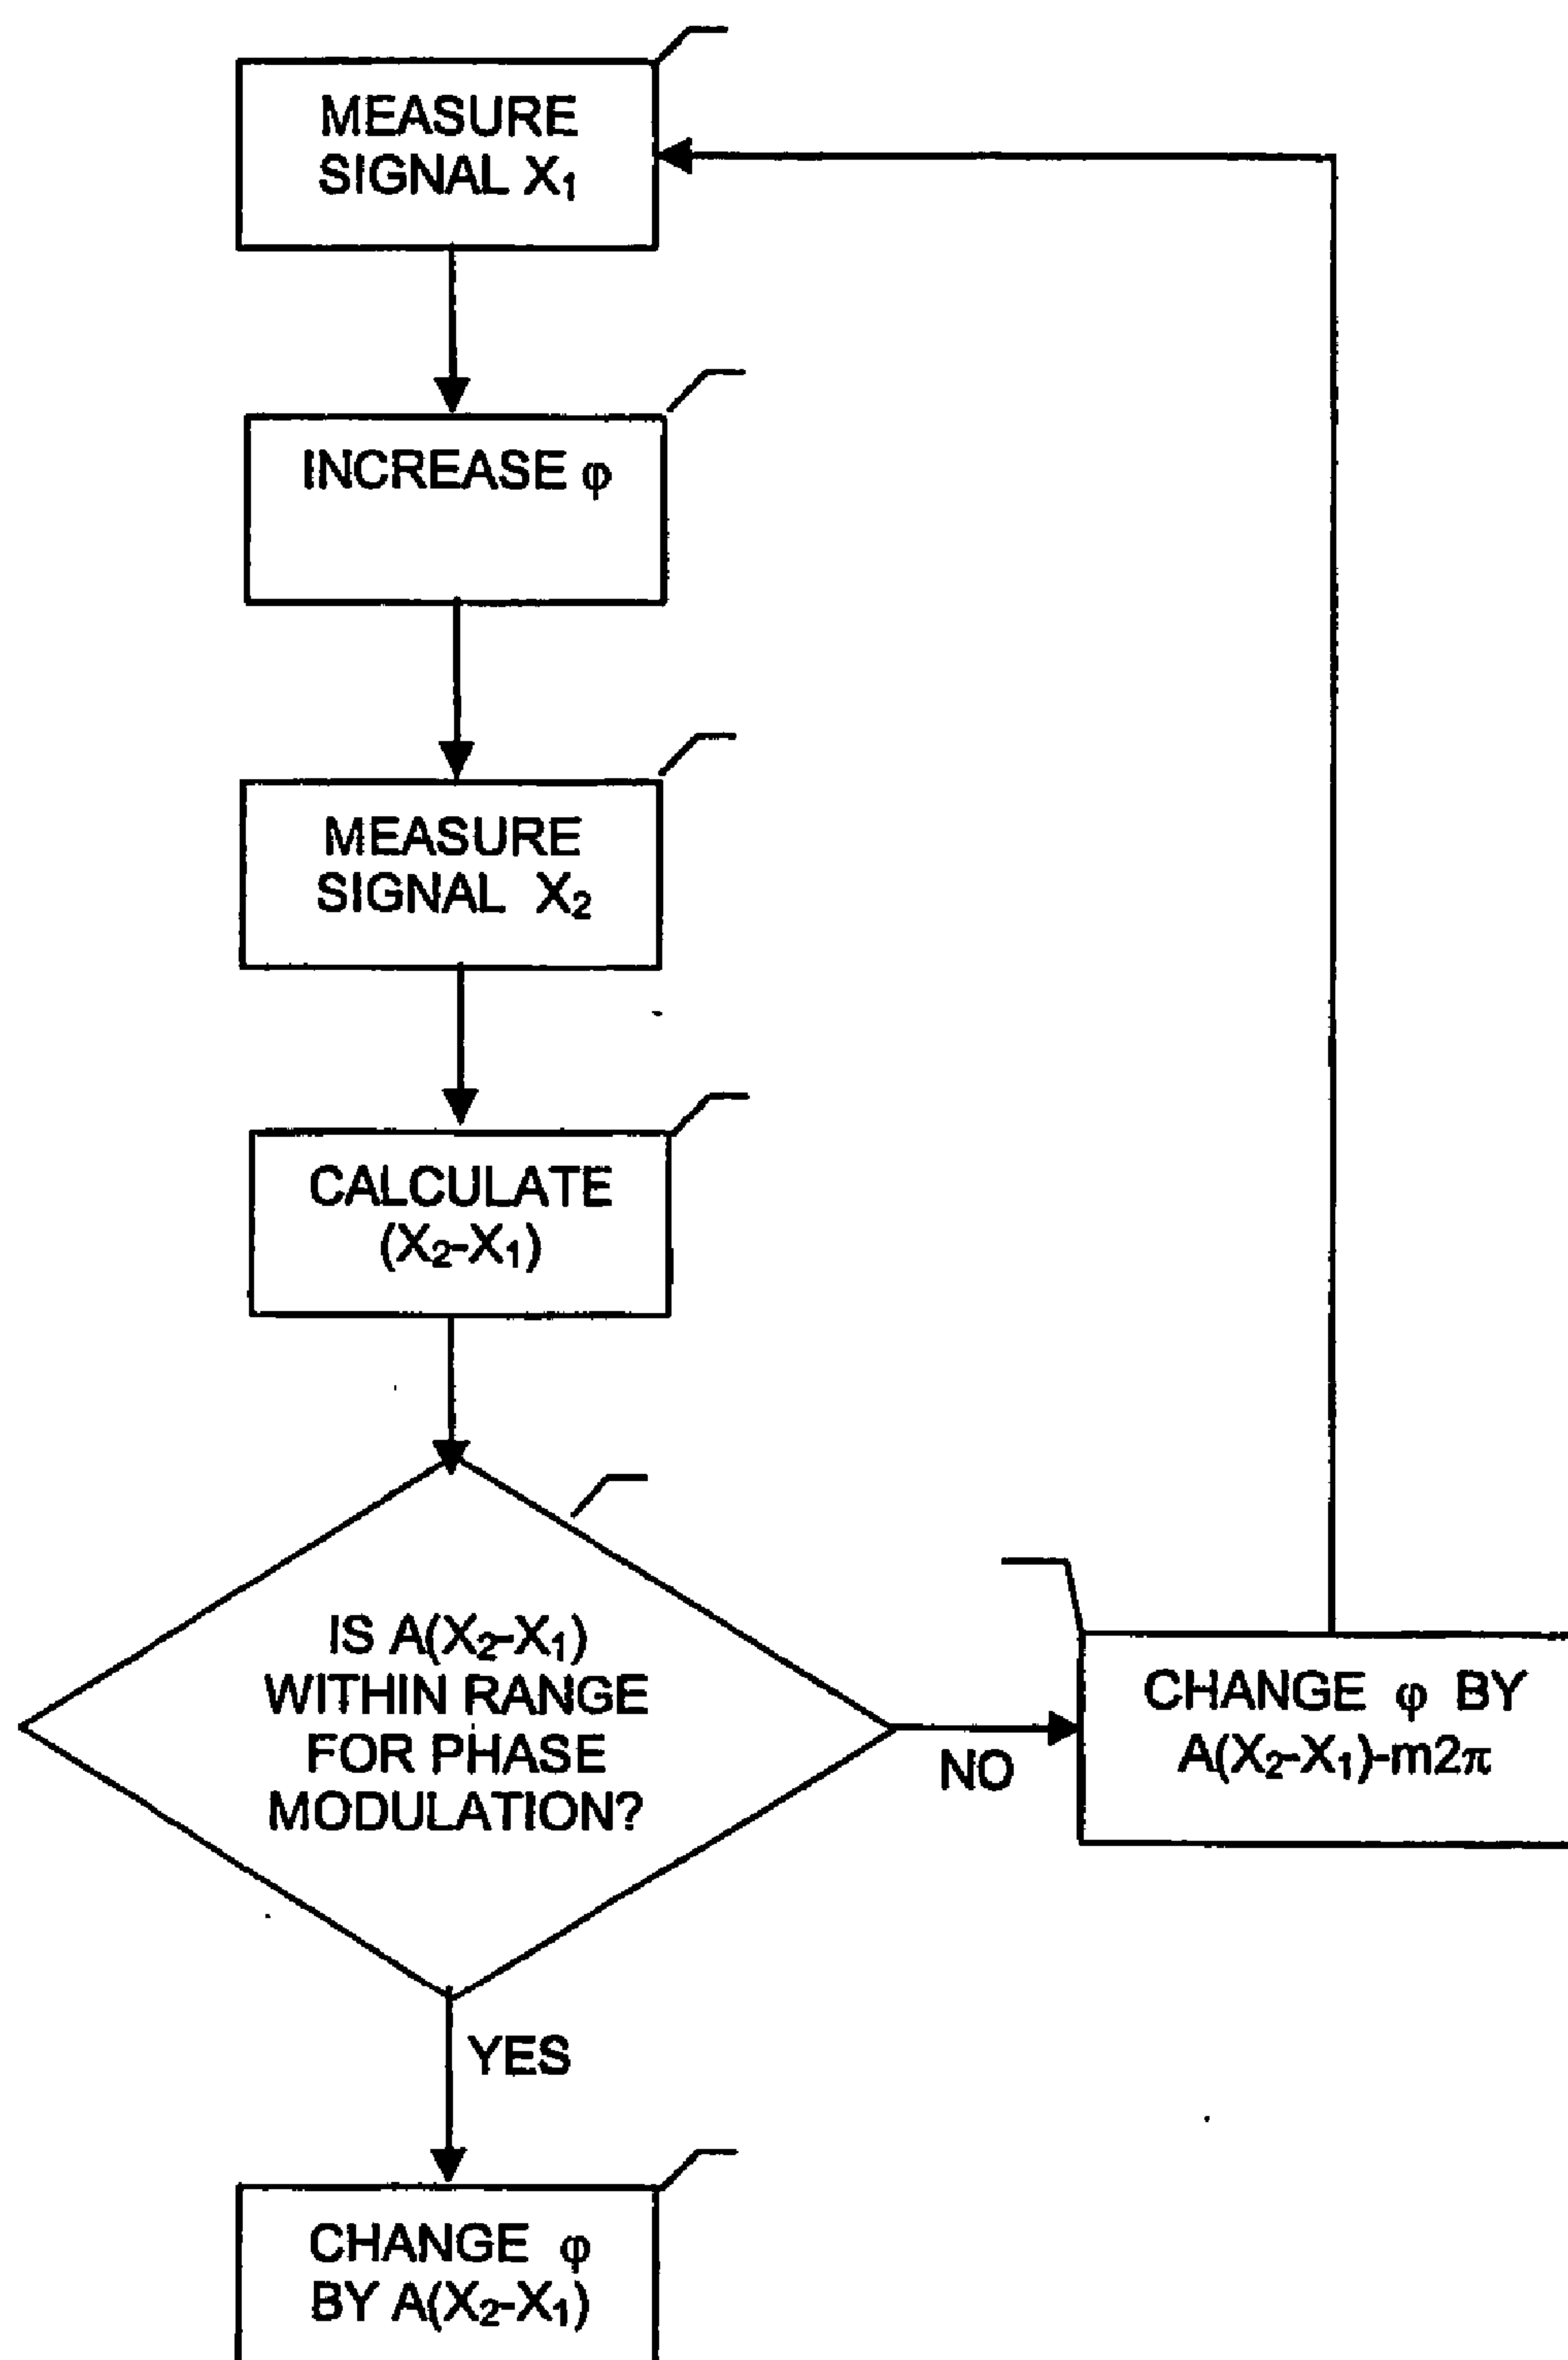 MEASURE
SIGNAL X₁
INCREASE φ
MEASURE
SIGNAL X₂
CALCULATE
(X₂-X₁)
IS A(X₂-X₁)
WITHIN RANGE
FOR PHASE
MODULATION?
NO
CHANGE φ BY
A(X₂-X₁)-m2π
YES
CHANGE φ
BY A(X₂-X₁)